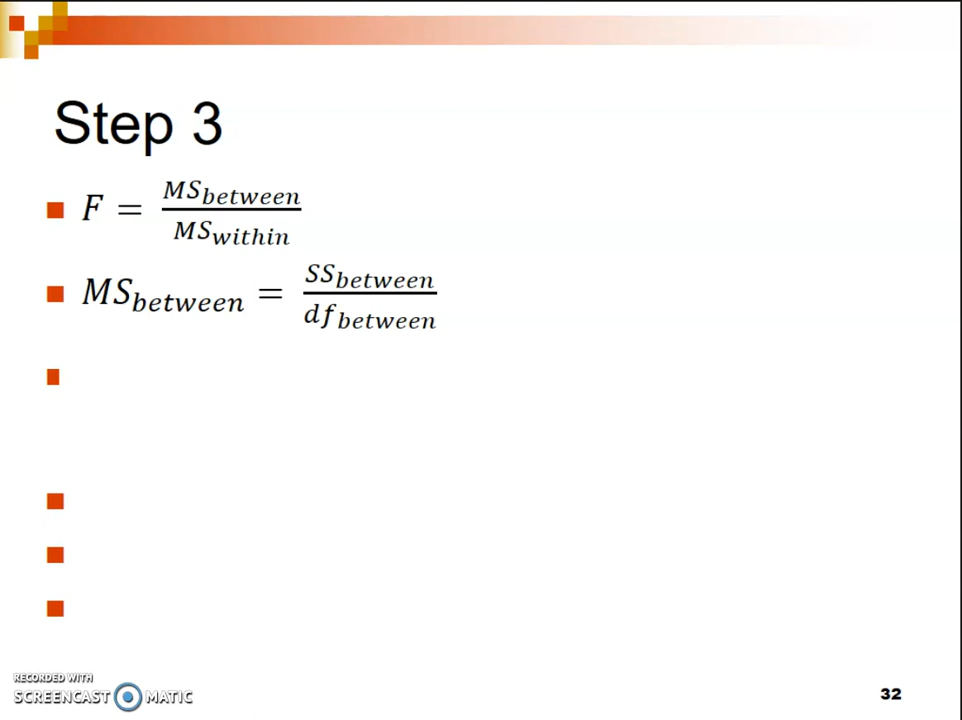 Step 3
F = MS_between / MS_within
MS_between = SS_between / df_between
RECORDED WITH
SCREENCAST MATIC
32